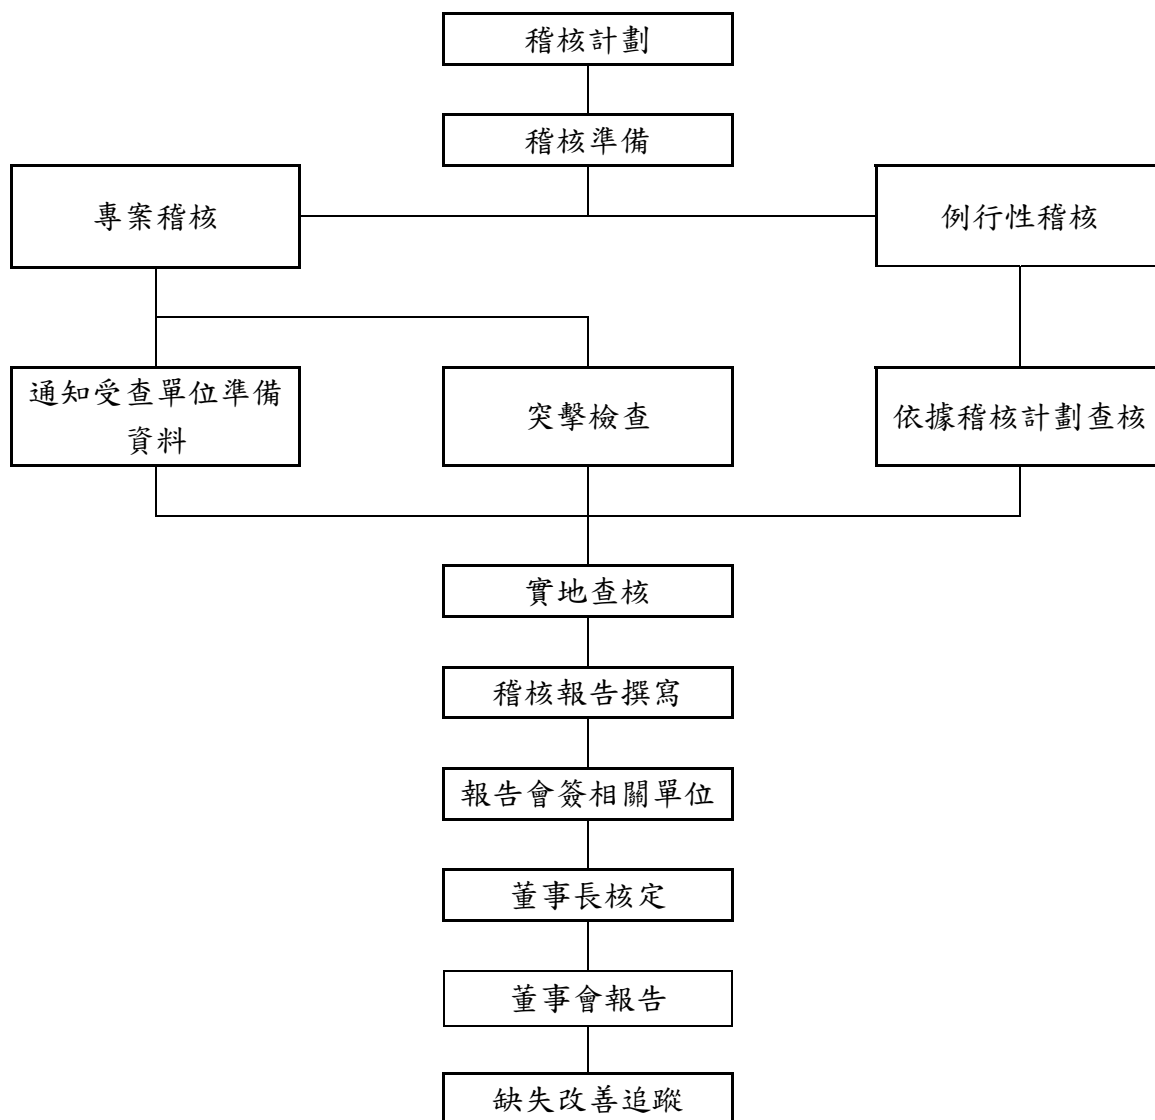 稽核計劃
稽核準備
專案稽核
例行性稽核
通知受查單位準備
資料
突擊檢查
依據稽核計劃查核
實地查核
稽核報告撰寫
報告會簽相關單位
董事長核定
董事會報告
缺失改善追蹤